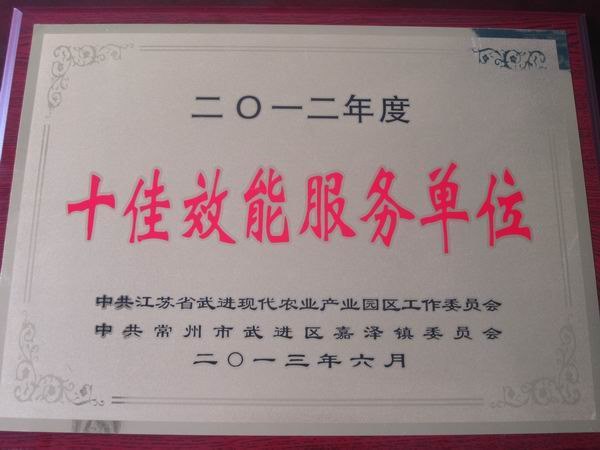 二〇一二年度
十佳效能服务单位
中共江苏省武进现代农业产业园区工作委员会
中共常州市武进区嘉泽镇委员会
二〇一三年六月